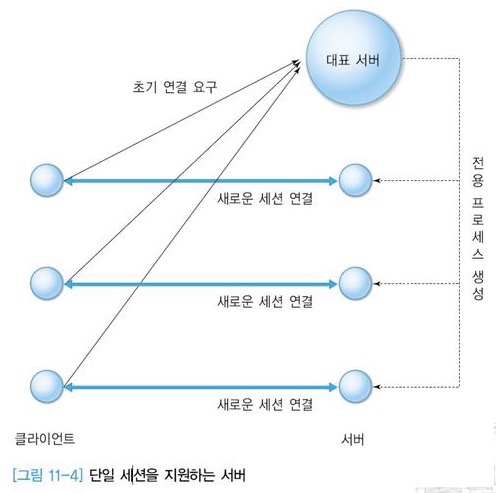 대표 서버
초기 연결 요구
전용 프로세스 생성
새로운 세션 연결
새로운 세션 연결
새로운 세션 연결
클라이언트
서버
[그림 11-4] 단일 세션을 지원하는 서버